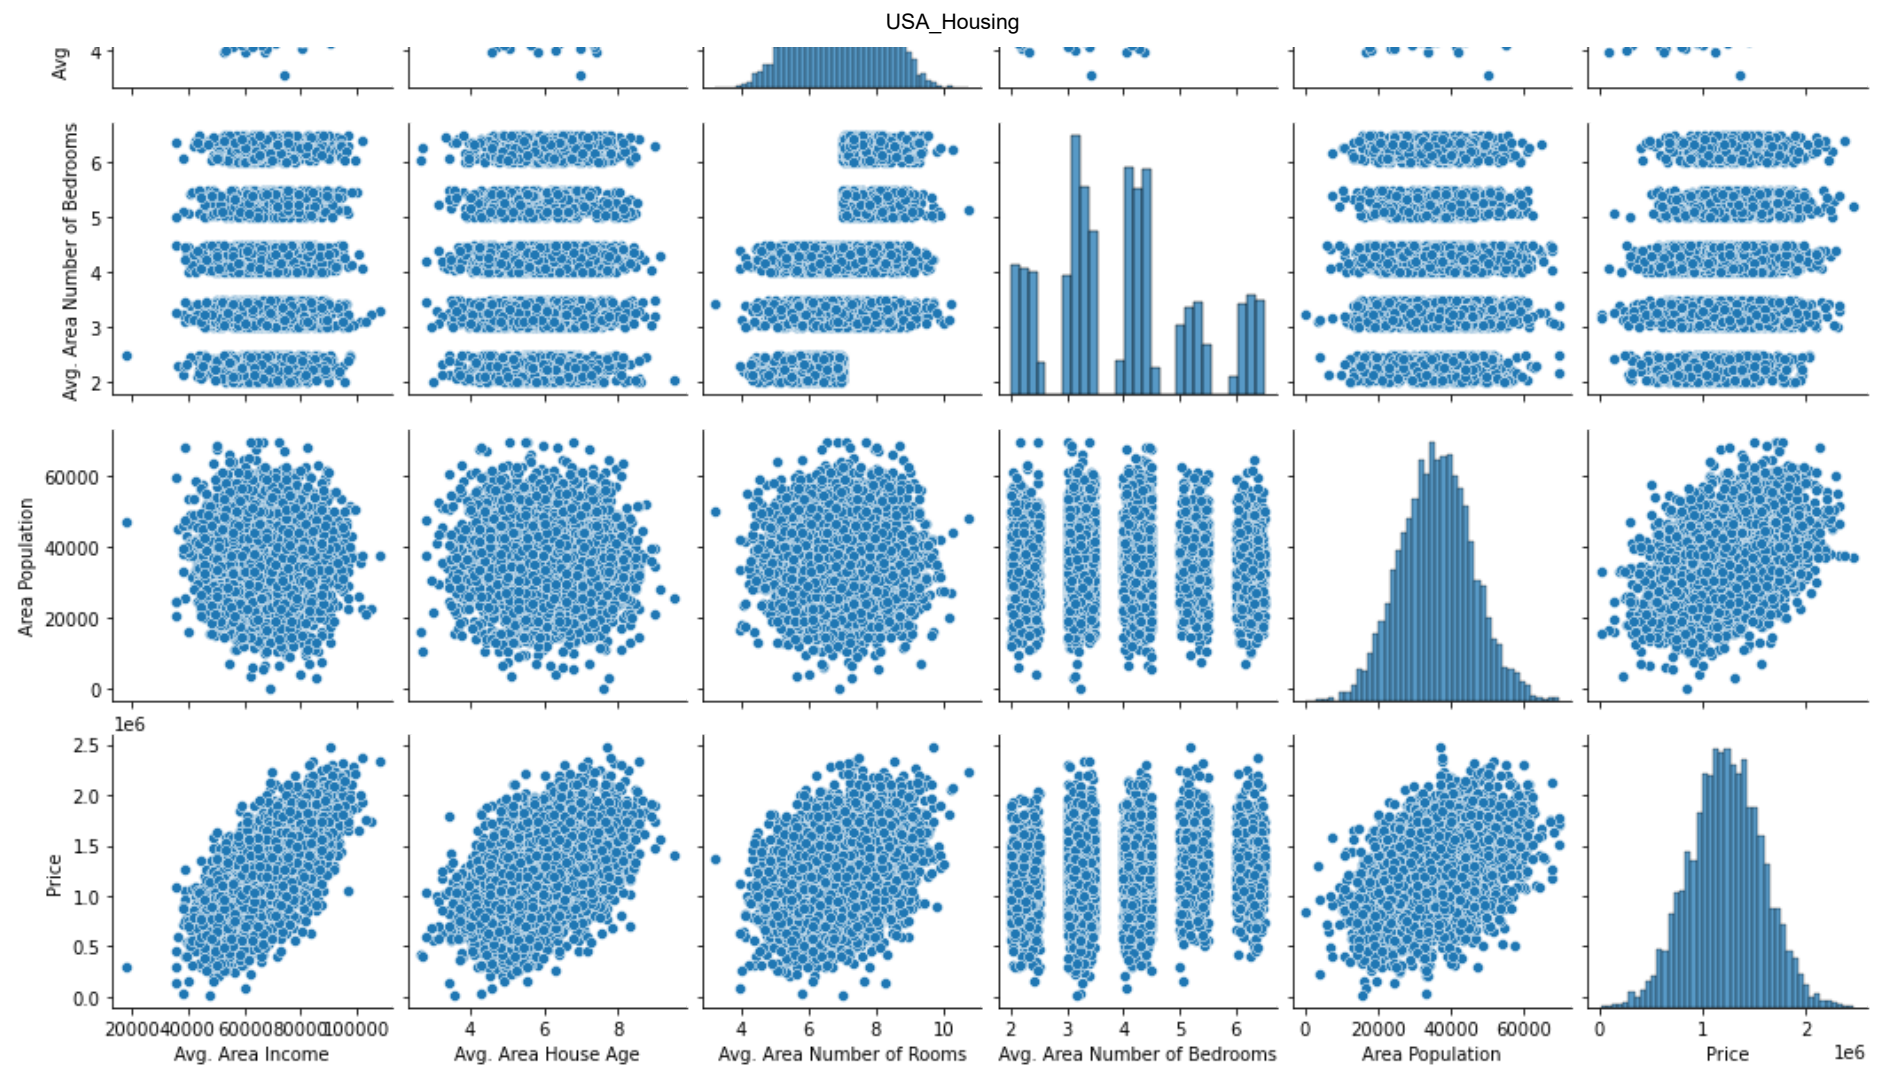 USA_Housing
Avg
4
Avg. Area Number of Bedrooms
6
5
4
3
2
Area Population
60000
40000
20000
0
1e6
Price
2.5
2.0
1.5
1.0
0.5
0.0
20000 40000 60000 80000 100000
4 6 8
4 6 8 10
2 3 4 5 6
0 20000 40000 60000
0 1 2
1e6
Avg. Area Income
Avg. Area House Age
Avg. Area Number of Rooms
Avg. Area Number of Bedrooms
Area Population
Price